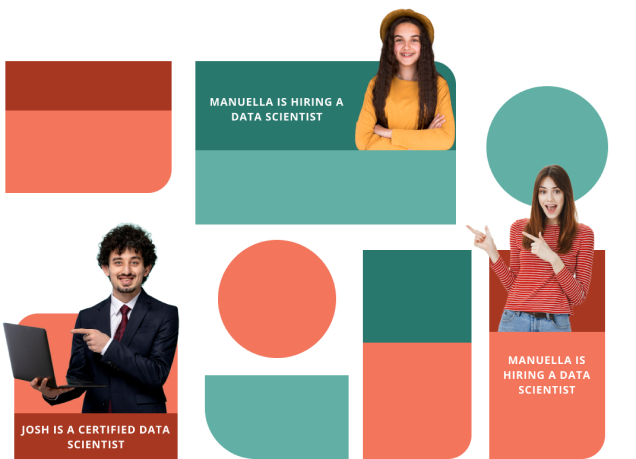 MANUELLA IS HIRING A
DATA SCIENTIST
MANUELLA IS
HIRING A DATA
SCIENTIST
JOSH IS A CERTIFIED DATA
SCIENTIST